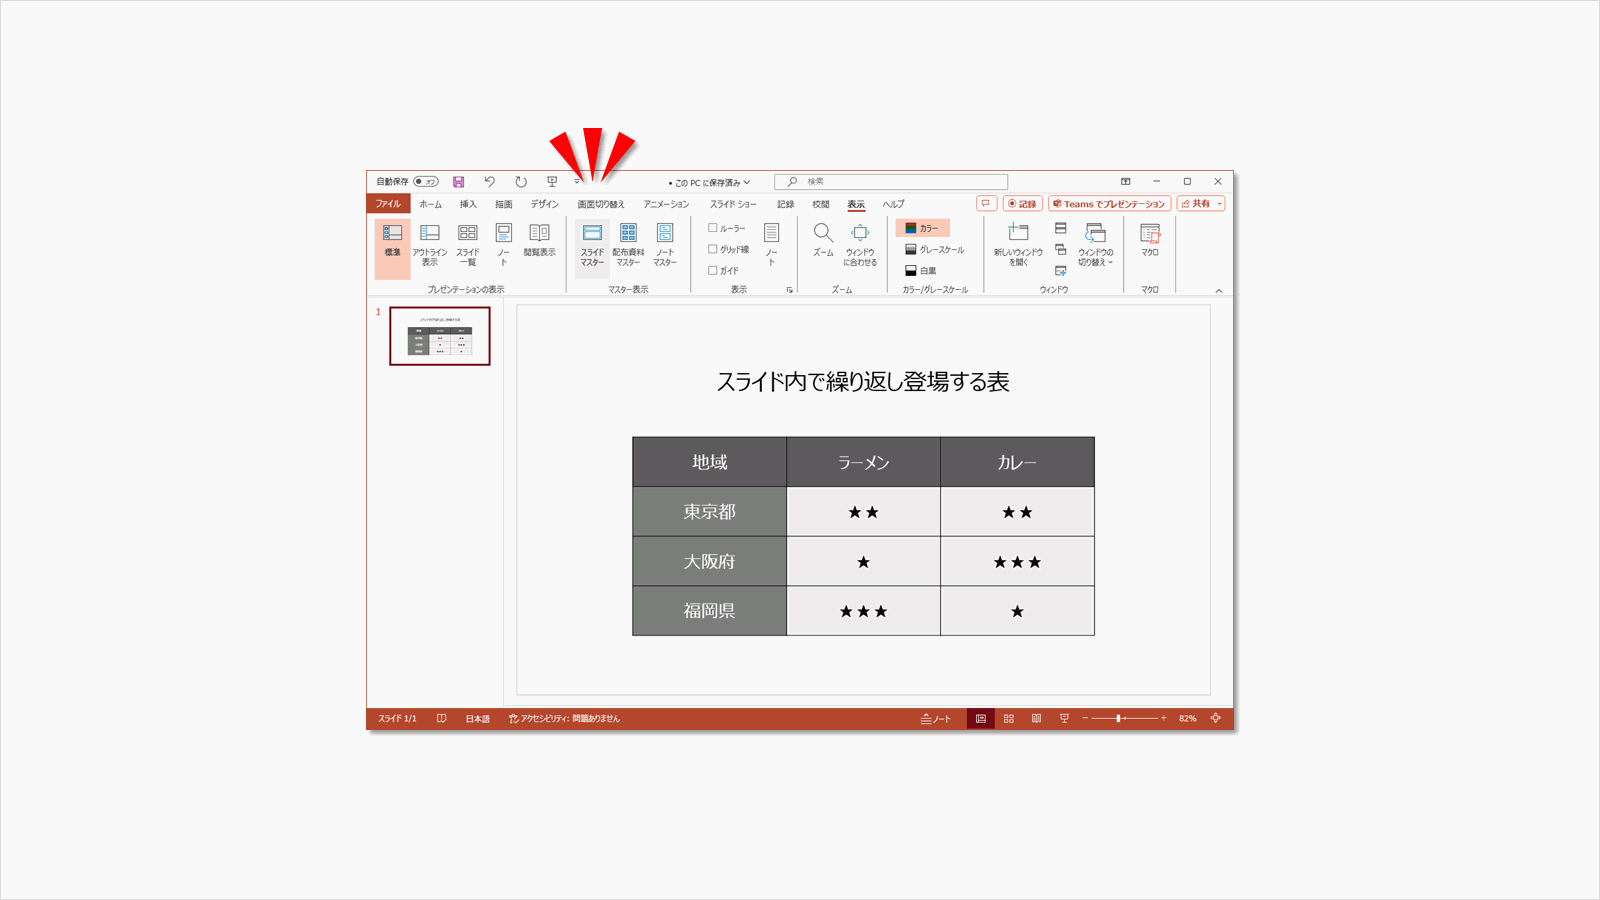 自動保存 オフ • この PC に保存済み 検索
ファイル ホーム 挿入 描画 デザイン 画面切り替え アニメーション スライド ショー 記録 校閲 表示 ヘルプ 記録 Teams でプレゼンテーション 共有
標準 アウトライン表示 スライド一覧 ノート 閲覧表示
プレゼンテーションの表示
スライド マスター 配布資料 マスター ノート マスター
マスター表示
ルーラー
グリッド線
ガイド
ノート
表示
ズーム ウィンドウに合わせる
ズーム
カラー
グレースケール
白黒
カラー/グレースケール
新しいウィンドウを開く ウィンドウの切り替え
ウィンドウ
マクロ
マクロ
1
スライド内で繰り返し登場する表
地域 ラーメン カレー
東京都 ★★ ★★
大阪府 ★ ★★★
福岡県 ★★★ ★
スライド 1/1 日本語 アクセシビリティ: 問題ありません ノート 82%